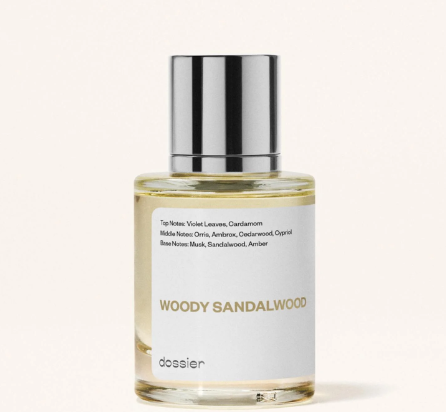 Top Notes: Violet Leaves, Cardamom
Middle Notes: Orris, Ambrox, Cedarwood, Cypriol
Base Notes: Musk, Sandalwood, Amber
WOODY SANDALWOOD
dossier